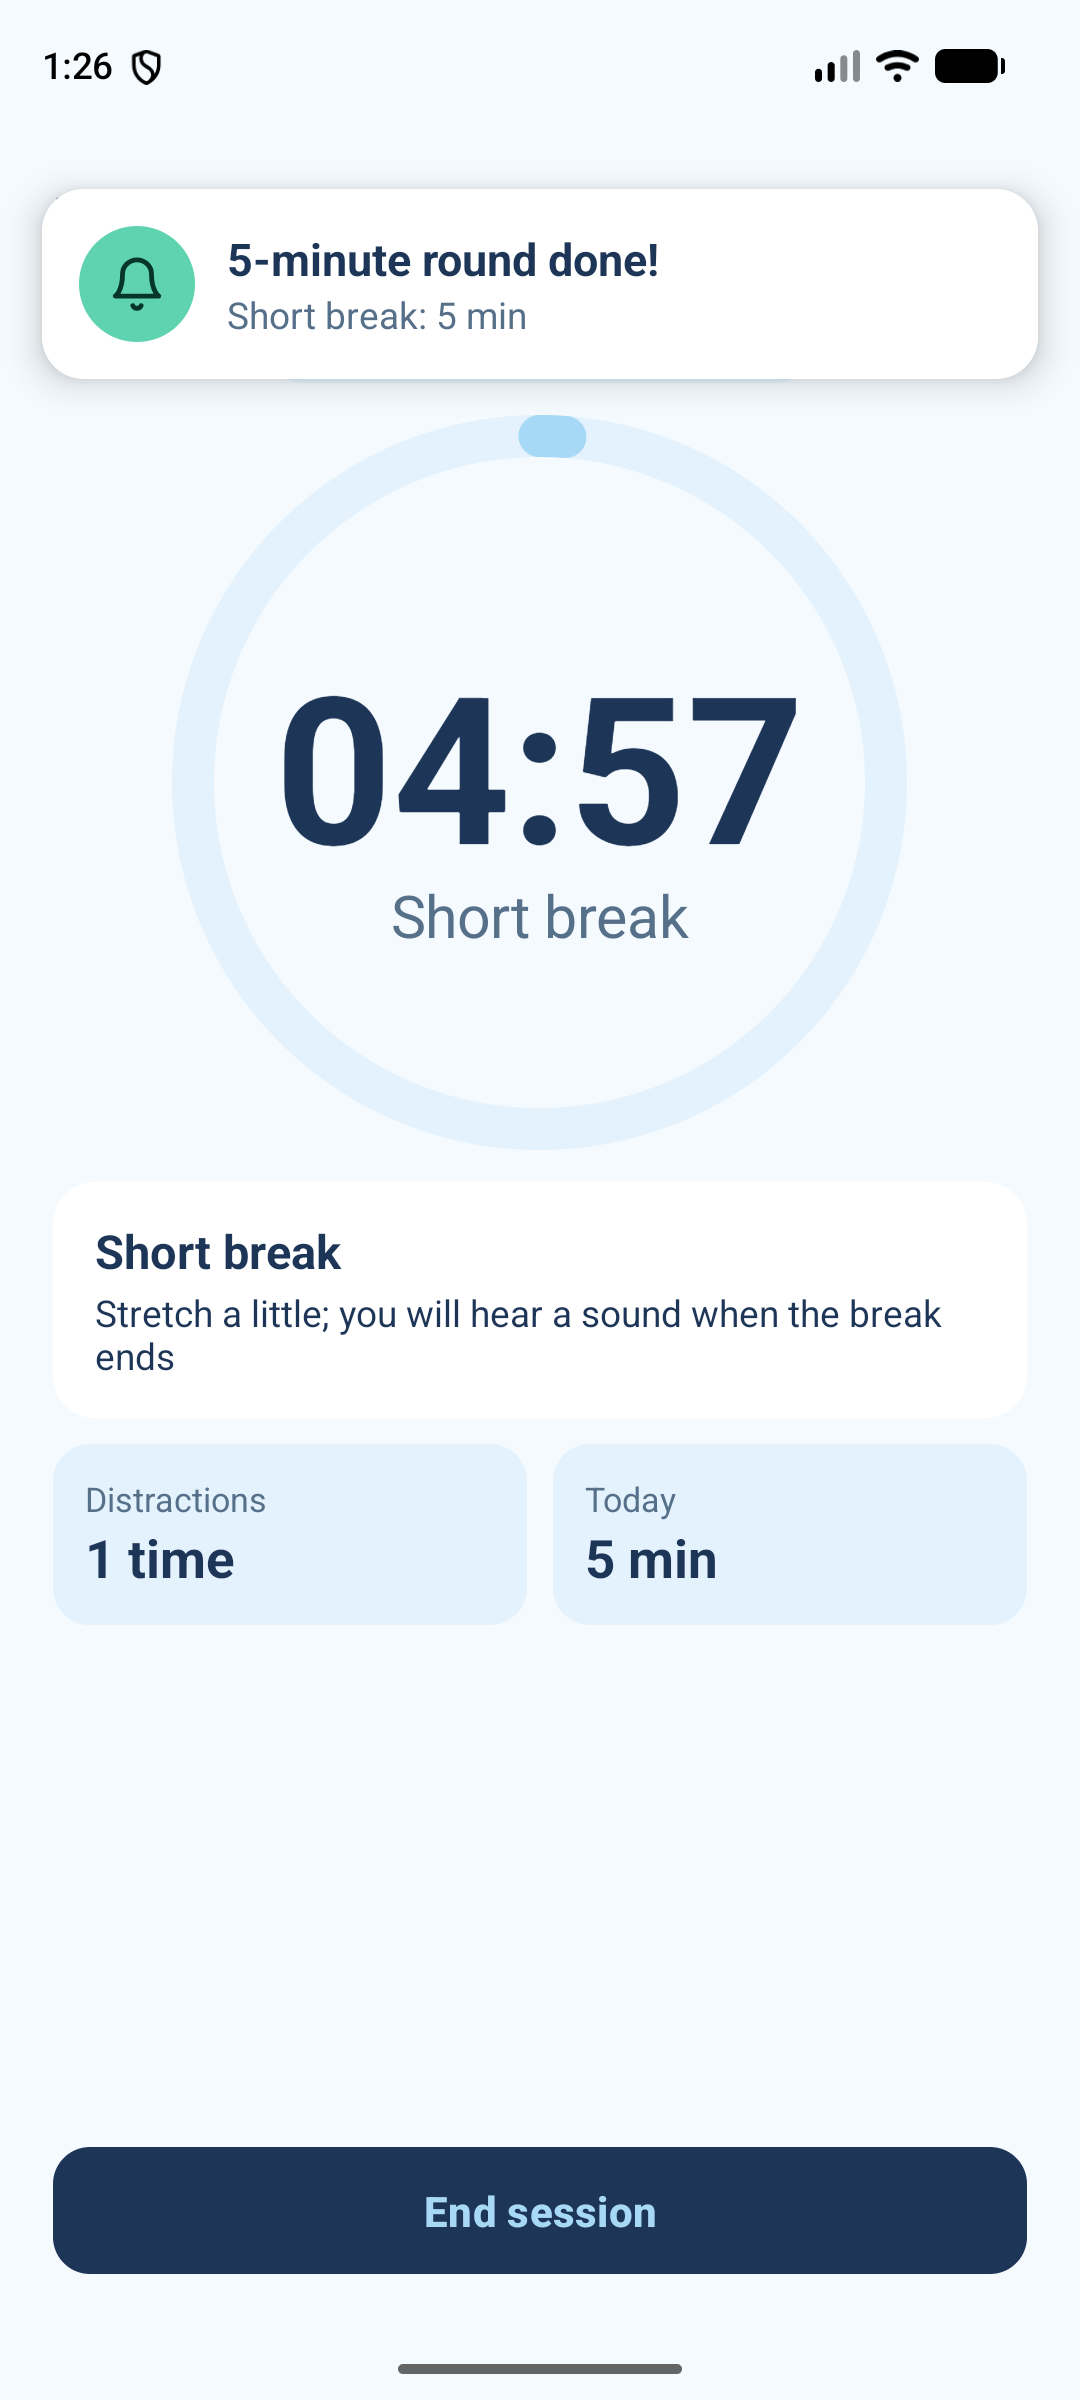 1:26
5-minute round done!
Short break: 5 min
04:57
Short break
Short break
Stretch a little; you will hear a sound when the break
ends
Distractions
1 time
Today
5 min
End session